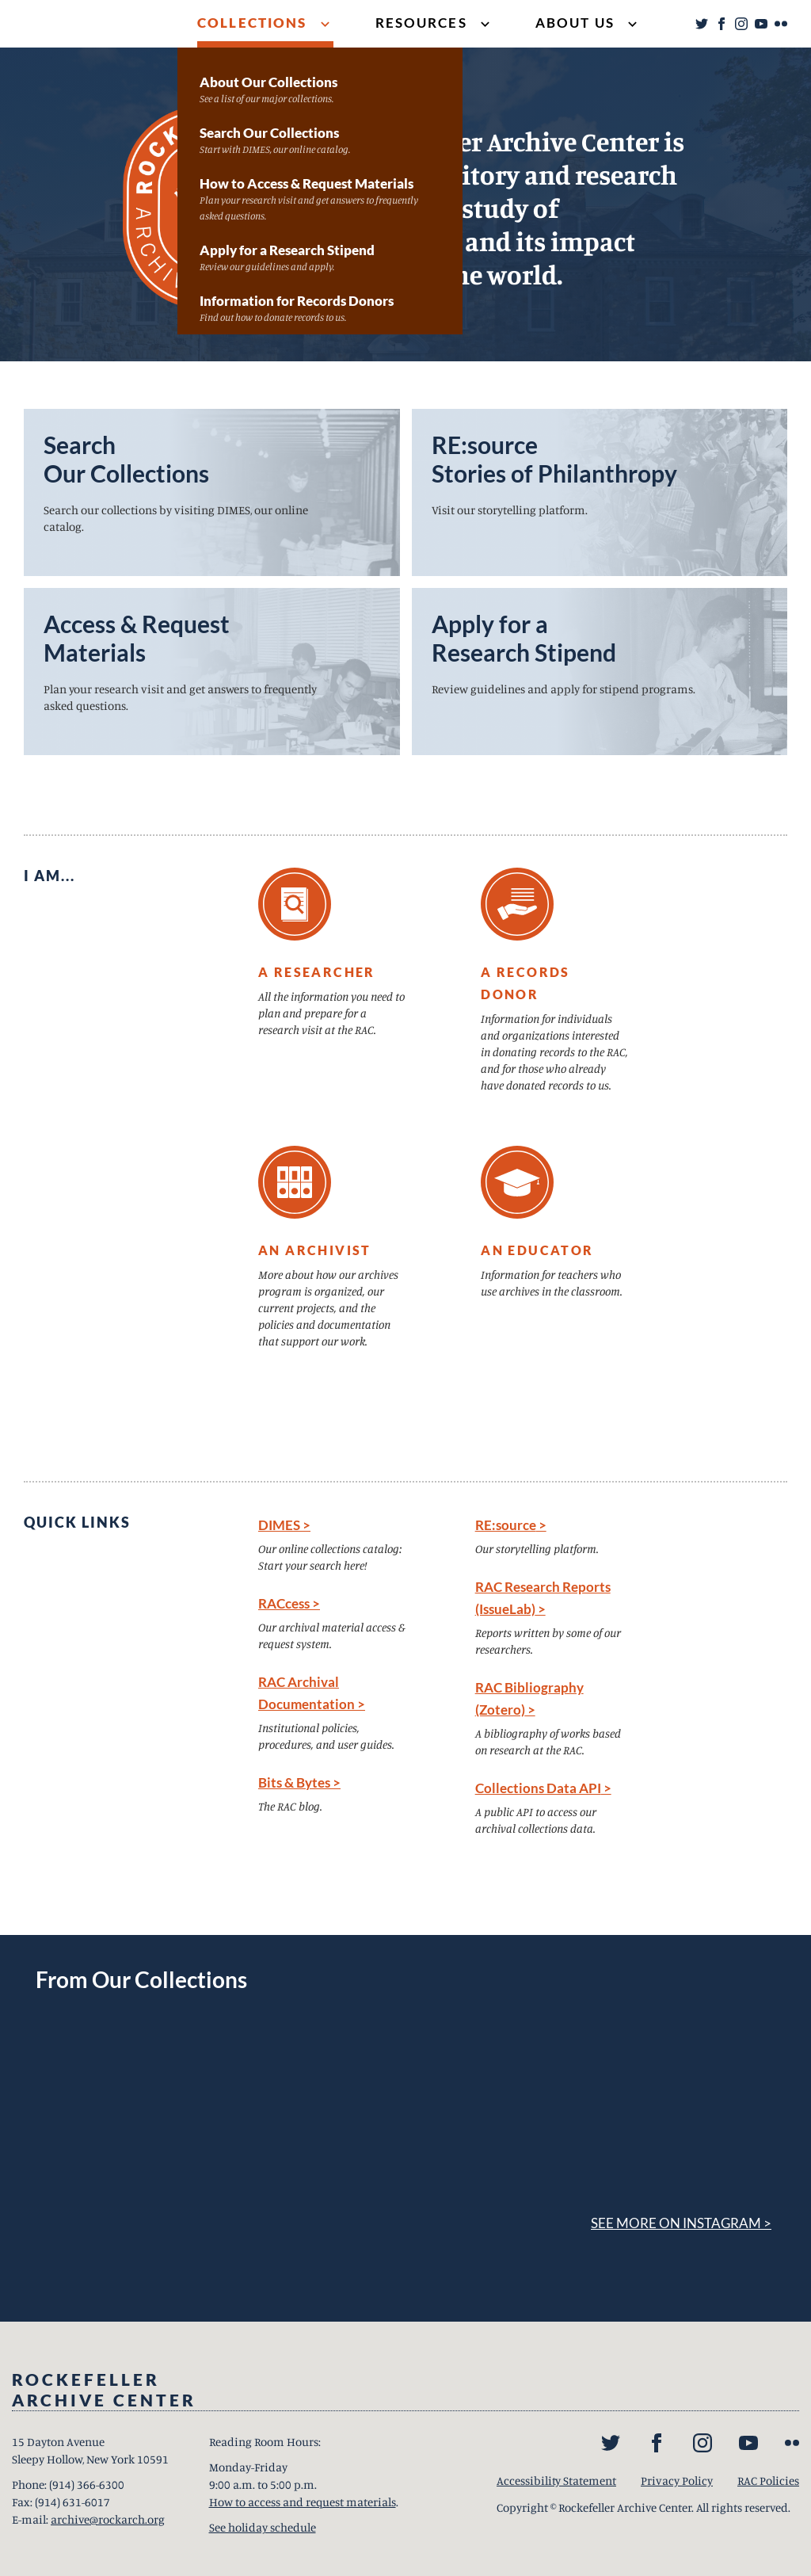 COLLECTIONS
RESOURCES
ABOUT US
About Our Collections
See a list of our major collections.
Search Our Collections
Start with DIMES, our online catalog.
How to Access & Request Materials
Plan your research visit and get answers to frequently
asked questions.
Apply for a Research Stipend
Review our guidelines and apply.
Information for Records Donors
Find out how to donate records to us.
ROCK
ARCHI
er Archive Center is
itory and research
study of
and its impact
he world.
Search
Our Collections
Search our collections by visiting DIMES, our online
catalog.
RE:source
Stories of Philanthropy
Visit our storytelling platform.
Access & Request
Materials
Plan your research visit and get answers to frequently
asked questions.
Apply for a
Research Stipend
Review guidelines and apply for stipend programs.
I AM...
A RESEARCHER
All the information you need to
plan and prepare for a
research visit at the RAC.
A RECORDS
DONOR
Information for individuals
and organizations interested
in donating records to the RAC,
and for those who already
have donated records to us.
AN ARCHIVIST
More about how our archives
program is organized, our
current projects, and the
policies and documentation
that support our work.
AN EDUCATOR
Information for teachers who
use archives in the classroom.
QUICK LINKS
DIMES >
Our online collections catalog:
Start your search here!
RACcess >
Our archival material access &
request system.
RAC Archival
Documentation >
Institutional policies,
procedures, and user guides.
Bits & Bytes >
The RAC blog.
RE:source >
Our storytelling platform.
RAC Research Reports
(IssueLab) >
Reports written by some of our
researchers.
RAC Bibliography
(Zotero) >
A bibliography of works based
on research at the RAC.
Collections Data API >
A public API to access our
archival collections data.
From Our Collections
SEE MORE ON INSTAGRAM >
ROCKEFELLER
ARCHIVE CENTER
15 Dayton Avenue
Sleepy Hollow, New York 10591
Phone: (914) 366-6300
Fax: (914) 631-6017
E-mail: archive@rockarch.org
Reading Room Hours:
Monday-Friday
9:00 a.m. to 5:00 p.m.
How to access and request materials.
See holiday schedule
Accessibility Statement
Privacy Policy
RAC Policies
Copyright © Rockefeller Archive Center. All rights reserved.